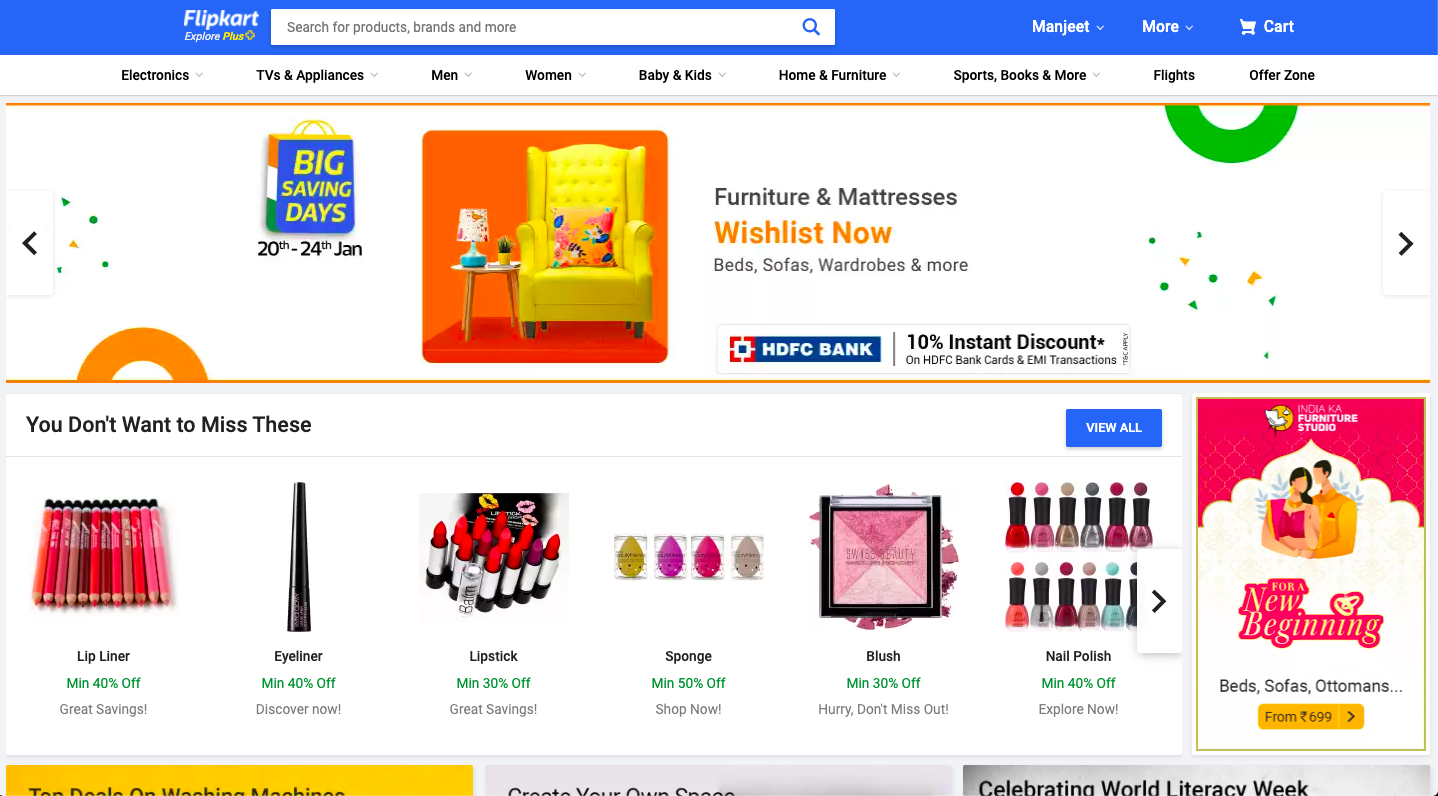 Flipkart
Explore Plus
Search for products, brands and more
Manjeet
More
Cart
Electronics
TVs & Appliances
Men
Women
Baby & Kids
Home & Furniture
Sports, Books & More
Flights
Offer Zone
BIG
SAVING
DAYS
20th - 24th Jan
Furniture & Mattresses
Wishlist Now
Beds, Sofas, Wardrobes & more
HDFC BANK
10% Instant Discount*
On HDFC Bank Cards & EMI Transactions
*T&C APPLY
You Don't Want to Miss These
VIEW ALL
LIPSTICK
Balm
SWISS BEAUTY
Lip Liner
Eyeliner
Lipstick
Sponge
Blush
Nail Polish
Min 40% Off
Min 40% Off
Min 30% Off
Min 50% Off
Min 30% Off
Min 40% Off
Great Savings!
Discover now!
Great Savings!
Shop Now!
Hurry, Don't Miss Out!
Explore Now!
INDIA KA
FURNITURE
STUDIO
FOR A
New
Beginning
Beds, Sofas, Ottomans...
From ₹699
Top Deals On Washing Machines
Create Your Own Space
Celebrating World Literacy Week